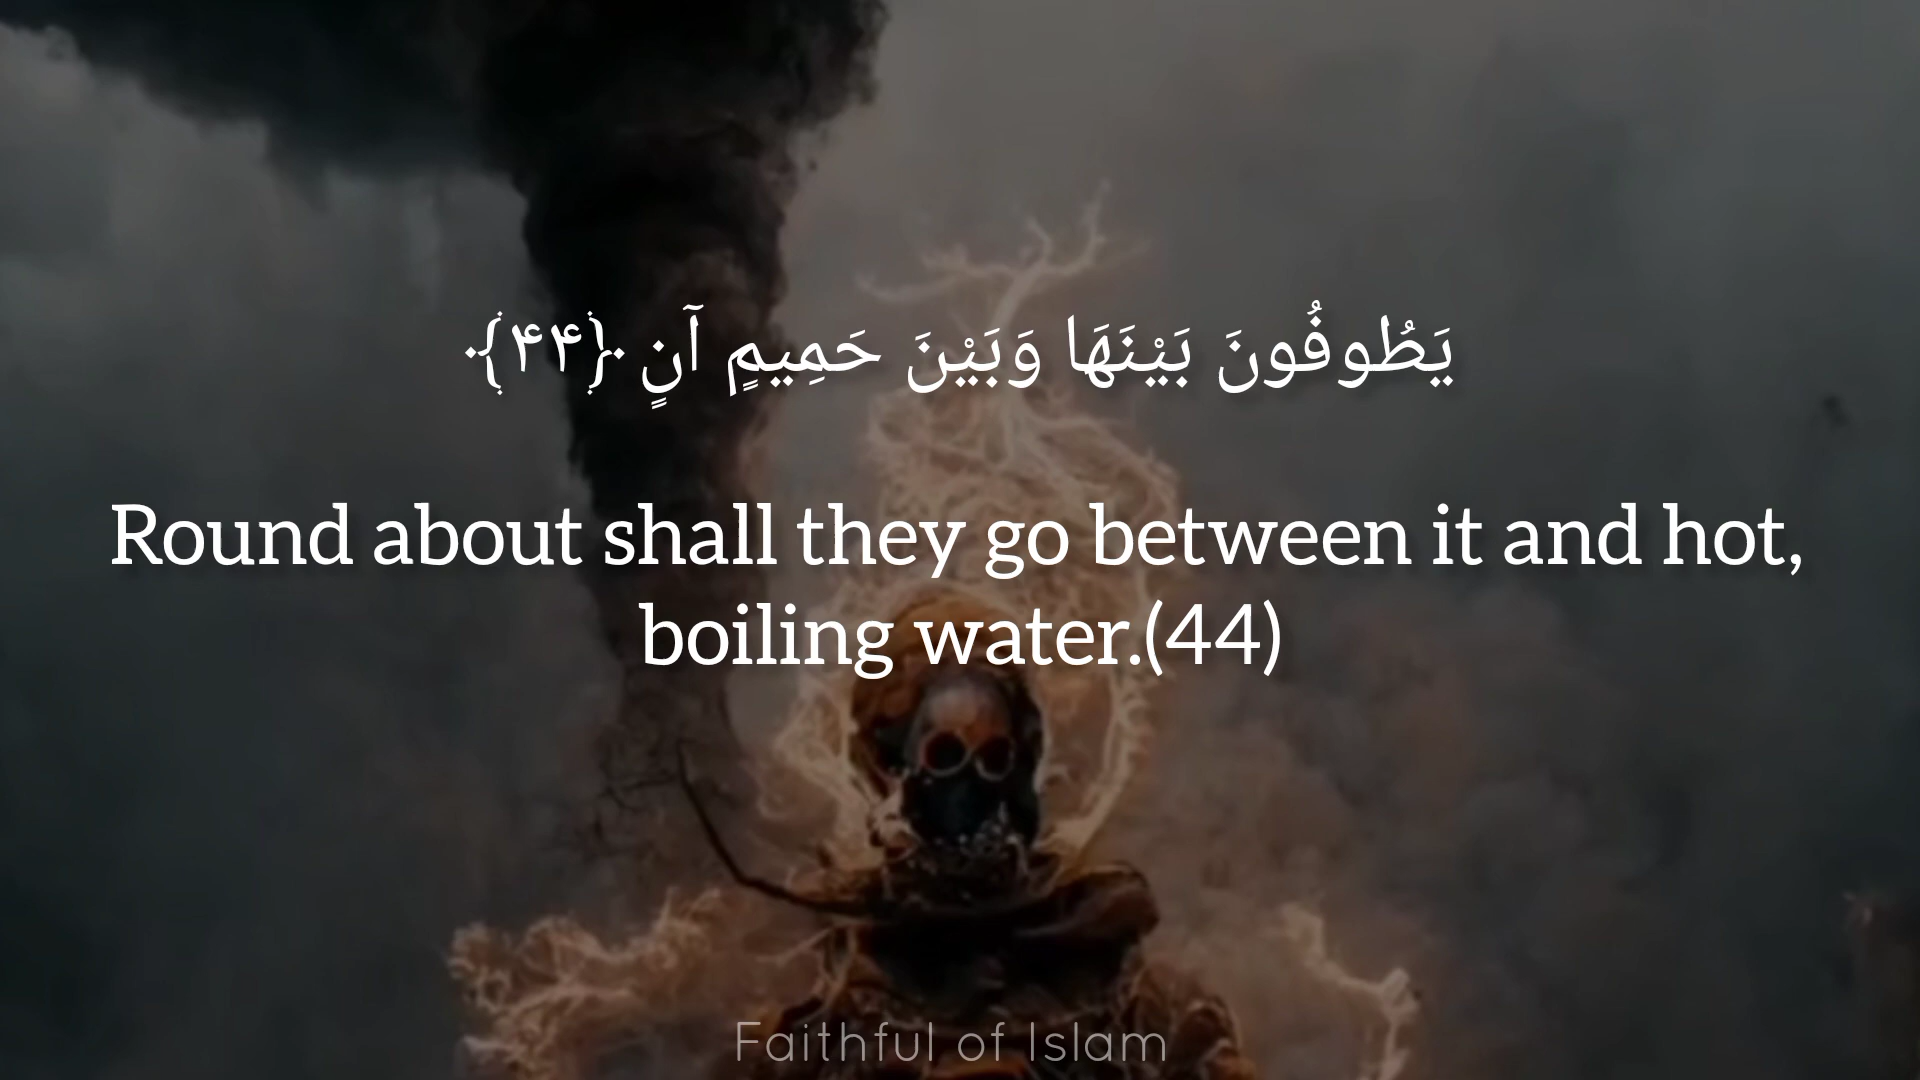 يَطُوفُونَ بَيْنَهَا وَبَيْنَ حَمِيمٍ آنٍ ﴿۴۴﴾
Round about shall they go between it and hot,
boiling water.(44)
Faithful of Islam